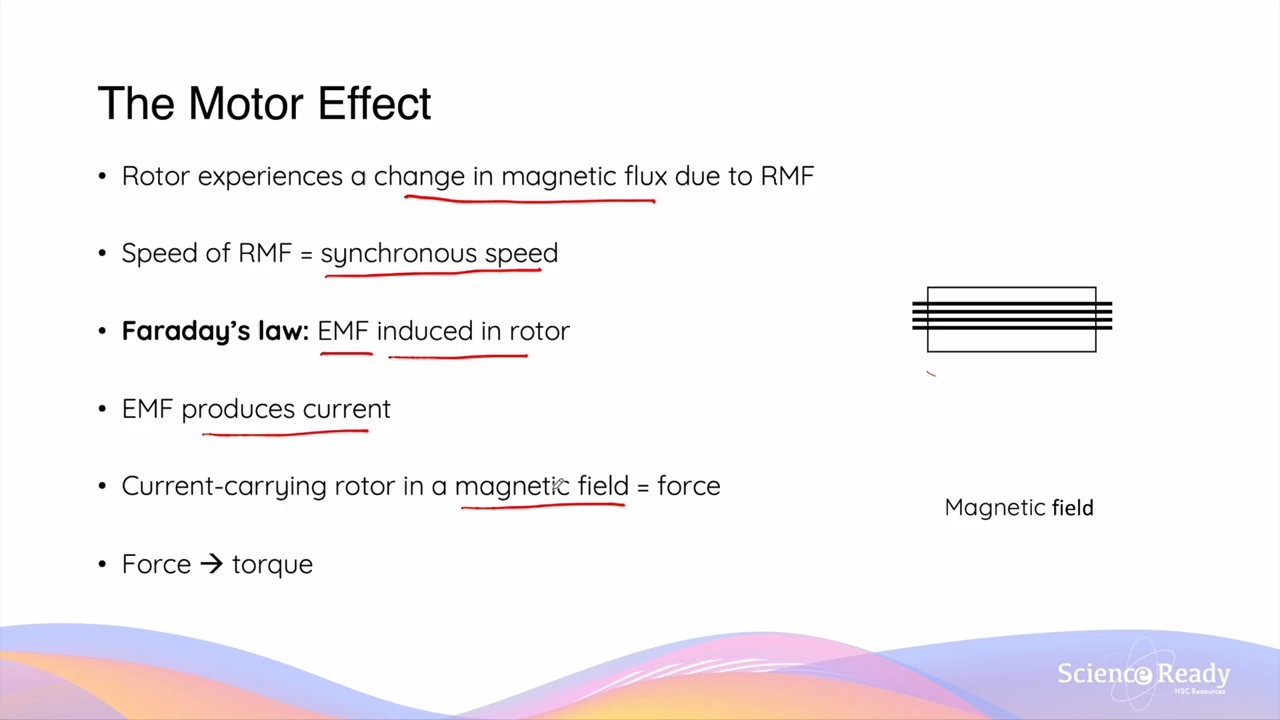 The Motor Effect
• Rotor experiences a change in magnetic flux due to RMF
• Speed of RMF = synchronous speed
• Faraday's law: EMF induced in rotor
• EMF produces current
• Current-carrying rotor in a magnetic field = force
Magnetic field
• Force → torque
Science Ready
HSC Resources